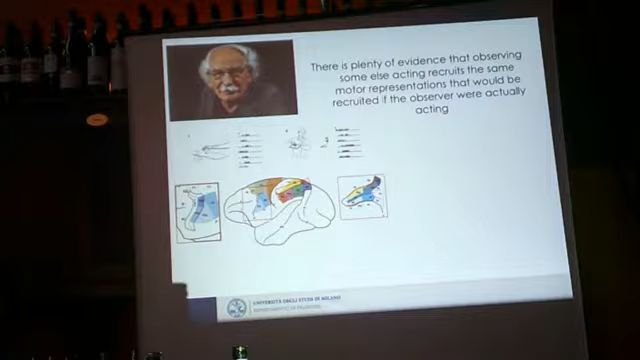 There is plenty of evidence that observing
some else acting recruits the same
motor representations that would be
recruited if the observer were actually
acting
UNIVERSITÀ DEGLI STUDI DI MILANO